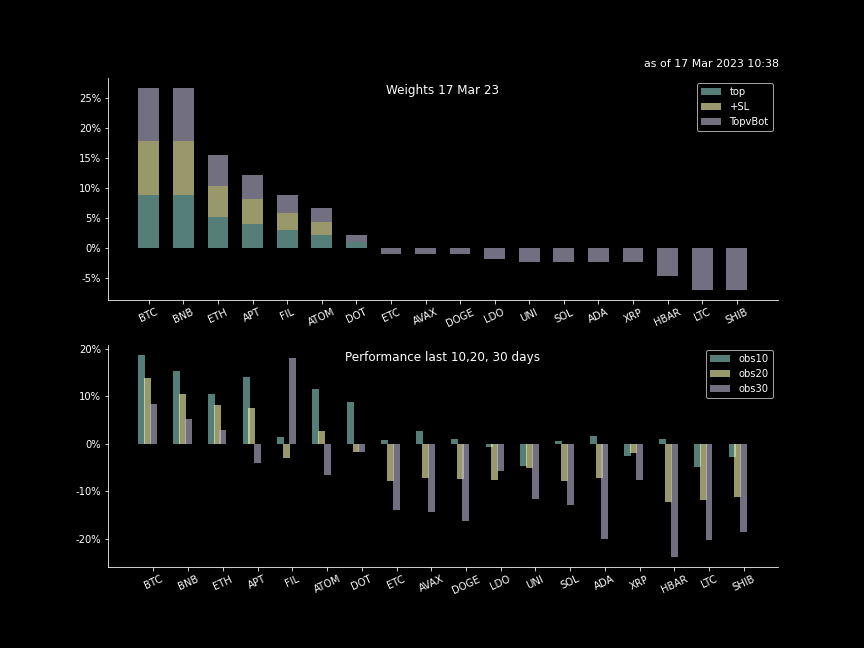 as of 17 Mar 2023 10:38
Weights 17 Mar 23
top
+SL
TopvBot
25%
20%
15%
10%
5%
0%
-5%
BTC BNB ETH APT FIL ATOM DOT ETC AVAX DOGE LDO UNI SOL ADA XRP HBAR LTC SHIB
Performance last 10,20, 30 days
obs10
obs20
obs30
20%
10%
0%
-10%
-20%
BTC BNB ETH APT FIL ATOM DOT ETC AVAX DOGE LDO UNI SOL ADA XRP HBAR LTC SHIB